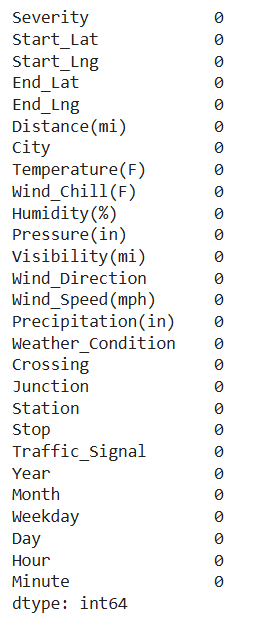 Severity 0
Start_Lat 0
Start_Lng 0
End_Lat 0
End_Lng 0
Distance(mi) 0
City 0
Temperature(F) 0
Wind_Chill(F) 0
Humidity(%) 0
Pressure(in) 0
Visibility(mi) 0
Wind_Direction 0
Wind_Speed(mph) 0
Precipitation(in) 0
Weather_Condition 0
Crossing 0
Junction 0
Station 0
Stop 0
Traffic_Signal 0
Year 0
Month 0
Weekday 0
Day 0
Hour 0
Minute 0
dtype: int64